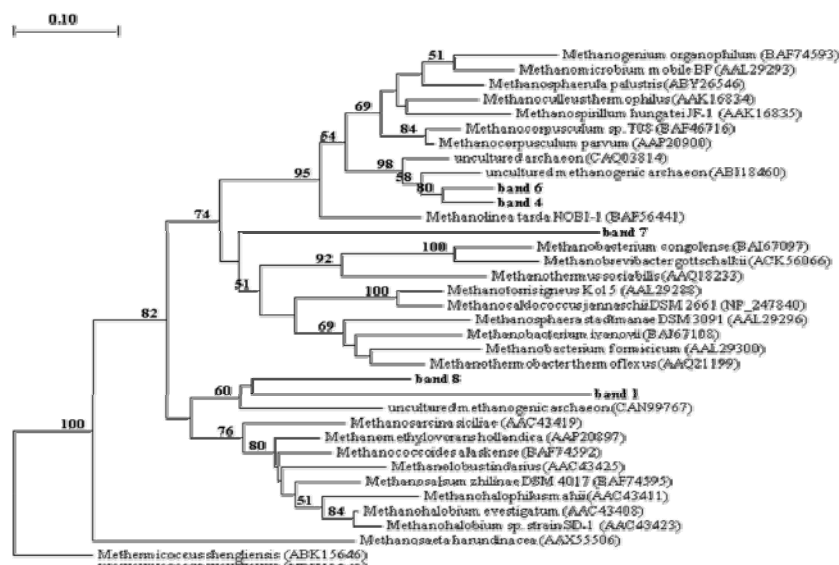 0.10
51
Methanogenium organophilum (BAF74593)
Methanomicrobium mobile BP (AAL29293)
Methanosphaerula palustris (ABY26546)
69
Methanoculleus thermophilus (AAK16834)
Methanospirillum hungatei JF-1 (AAK16835)
84
Methanocorpusculum sp. T08 (BAF46716)
54
Methanocorpusculum parvum (AAP20900)
98
uncultured archaeon (CAQ03814)
95
58
uncultured methanogenic archaeon (ABI18460)
80
band 6
band 4
74
Methanolinea tarda NOBI-1 (BAF56441)
band 7
100
Methanobacterium congolense (BAI67097)
92
Methanobrevibacter gottschalkii (ACK56066)
Methanothermus sociabilis (AAQ18233)
51
100
Methanotorris igneus Kol5 (AAL29288)
Methanocaldococcus jannaschii DSM 2661 (NP_247840)
82
Methanosphaera stadtmanae DSM 3091 (AAL29296)
69
Methanobacterium ivanovii (BAI67108)
Methanobacterium formicicum (AAL29300)
Methanothermobacter thermoflexus (AAQ21199)
band 8
60
band 1
uncultured methanogenic archaeon (CAN99767)
Methanosarcina siciliae (AAC43419)
100
76
Methanomethylovorans hollandica (AAP20897)
80
Methanococcoides alaskense (BAF74592)
Methanolobus tindarius (AAC43425)
Methanosalsum zhilinae DSM 4017 (BAF74595)
51
Methanohalophilus mahii (AAC43411)
84
Methanohalobium evestigatum (AAC43408)
Methanohalobium sp. strain SD-1 (AAC43423)
Methanosaeta harundinacea (AAX55506)
Methermicoccus shengliensis (ABK15646)